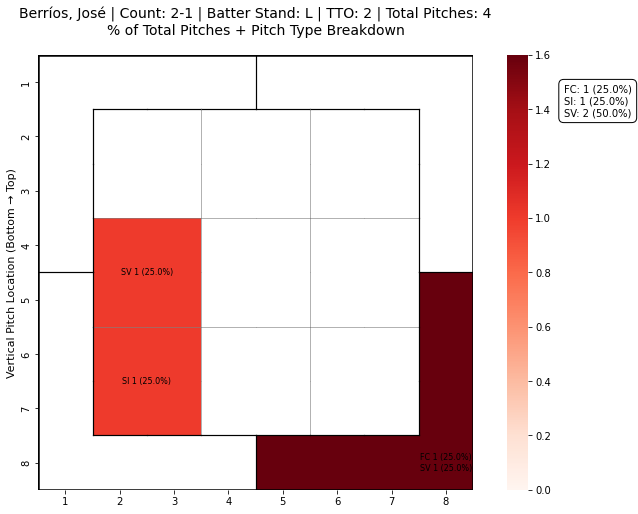 Berríos, José | Count: 2-1 | Batter Stand: L | TTO: 2 | Total Pitches: 4
% of Total Pitches + Pitch Type Breakdown
FC: 1 (25.0%)
SI: 1 (25.0%)
SV: 2 (50.0%)
Vertical Pitch Location (Bottom → Top)
1
2
3
4
5
6
7
8
SV 1 (25.0%)
SI 1 (25.0%)
FC 1 (25.0%)
SV 1 (25.0%)
1 2 3 4 5 6 7 8
1.6
1.4
1.2
1.0
0.8
0.6
0.4
0.2
0.0